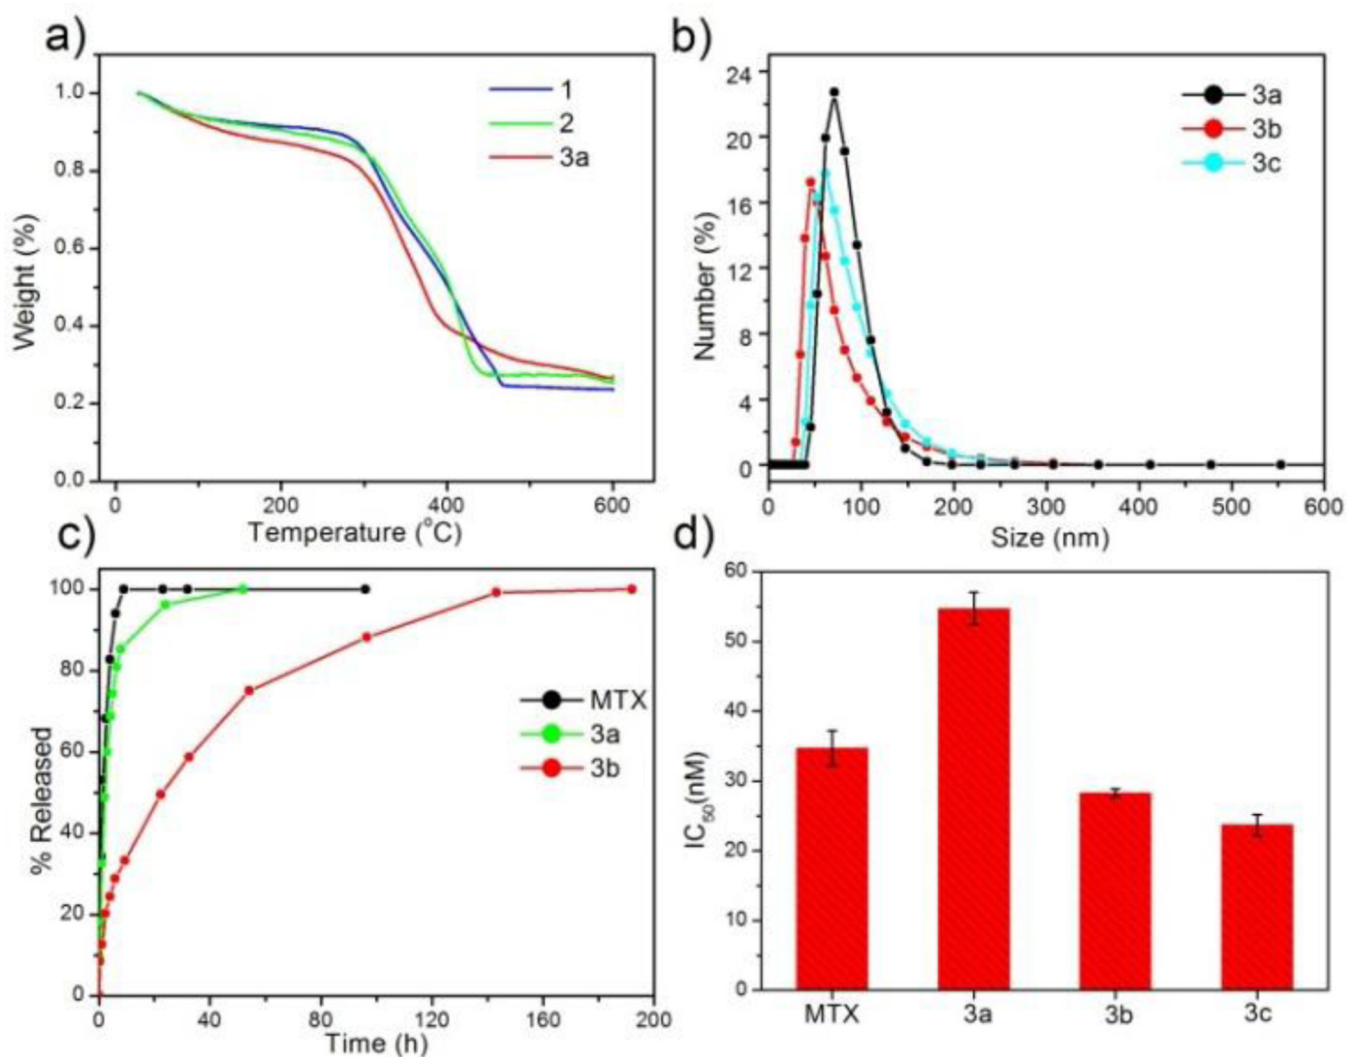 a)
1.0
0.8
0.6
0.4
0.2
0.0
Weight (%)
1
2
3a
0
200
400
600
Temperature (°C)
b)
24
20
16
12
8
4
0
Number (%)
3a
3b
3c
0
100
200
300
400
500
600
Size (nm)
c)
100
80
60
40
20
0
% Released
MTX
3a
3b
0
40
80
120
160
200
Time (h)
d)
60
50
40
30
20
10
0
IC50(nM)
MTX
3a
3b
3c